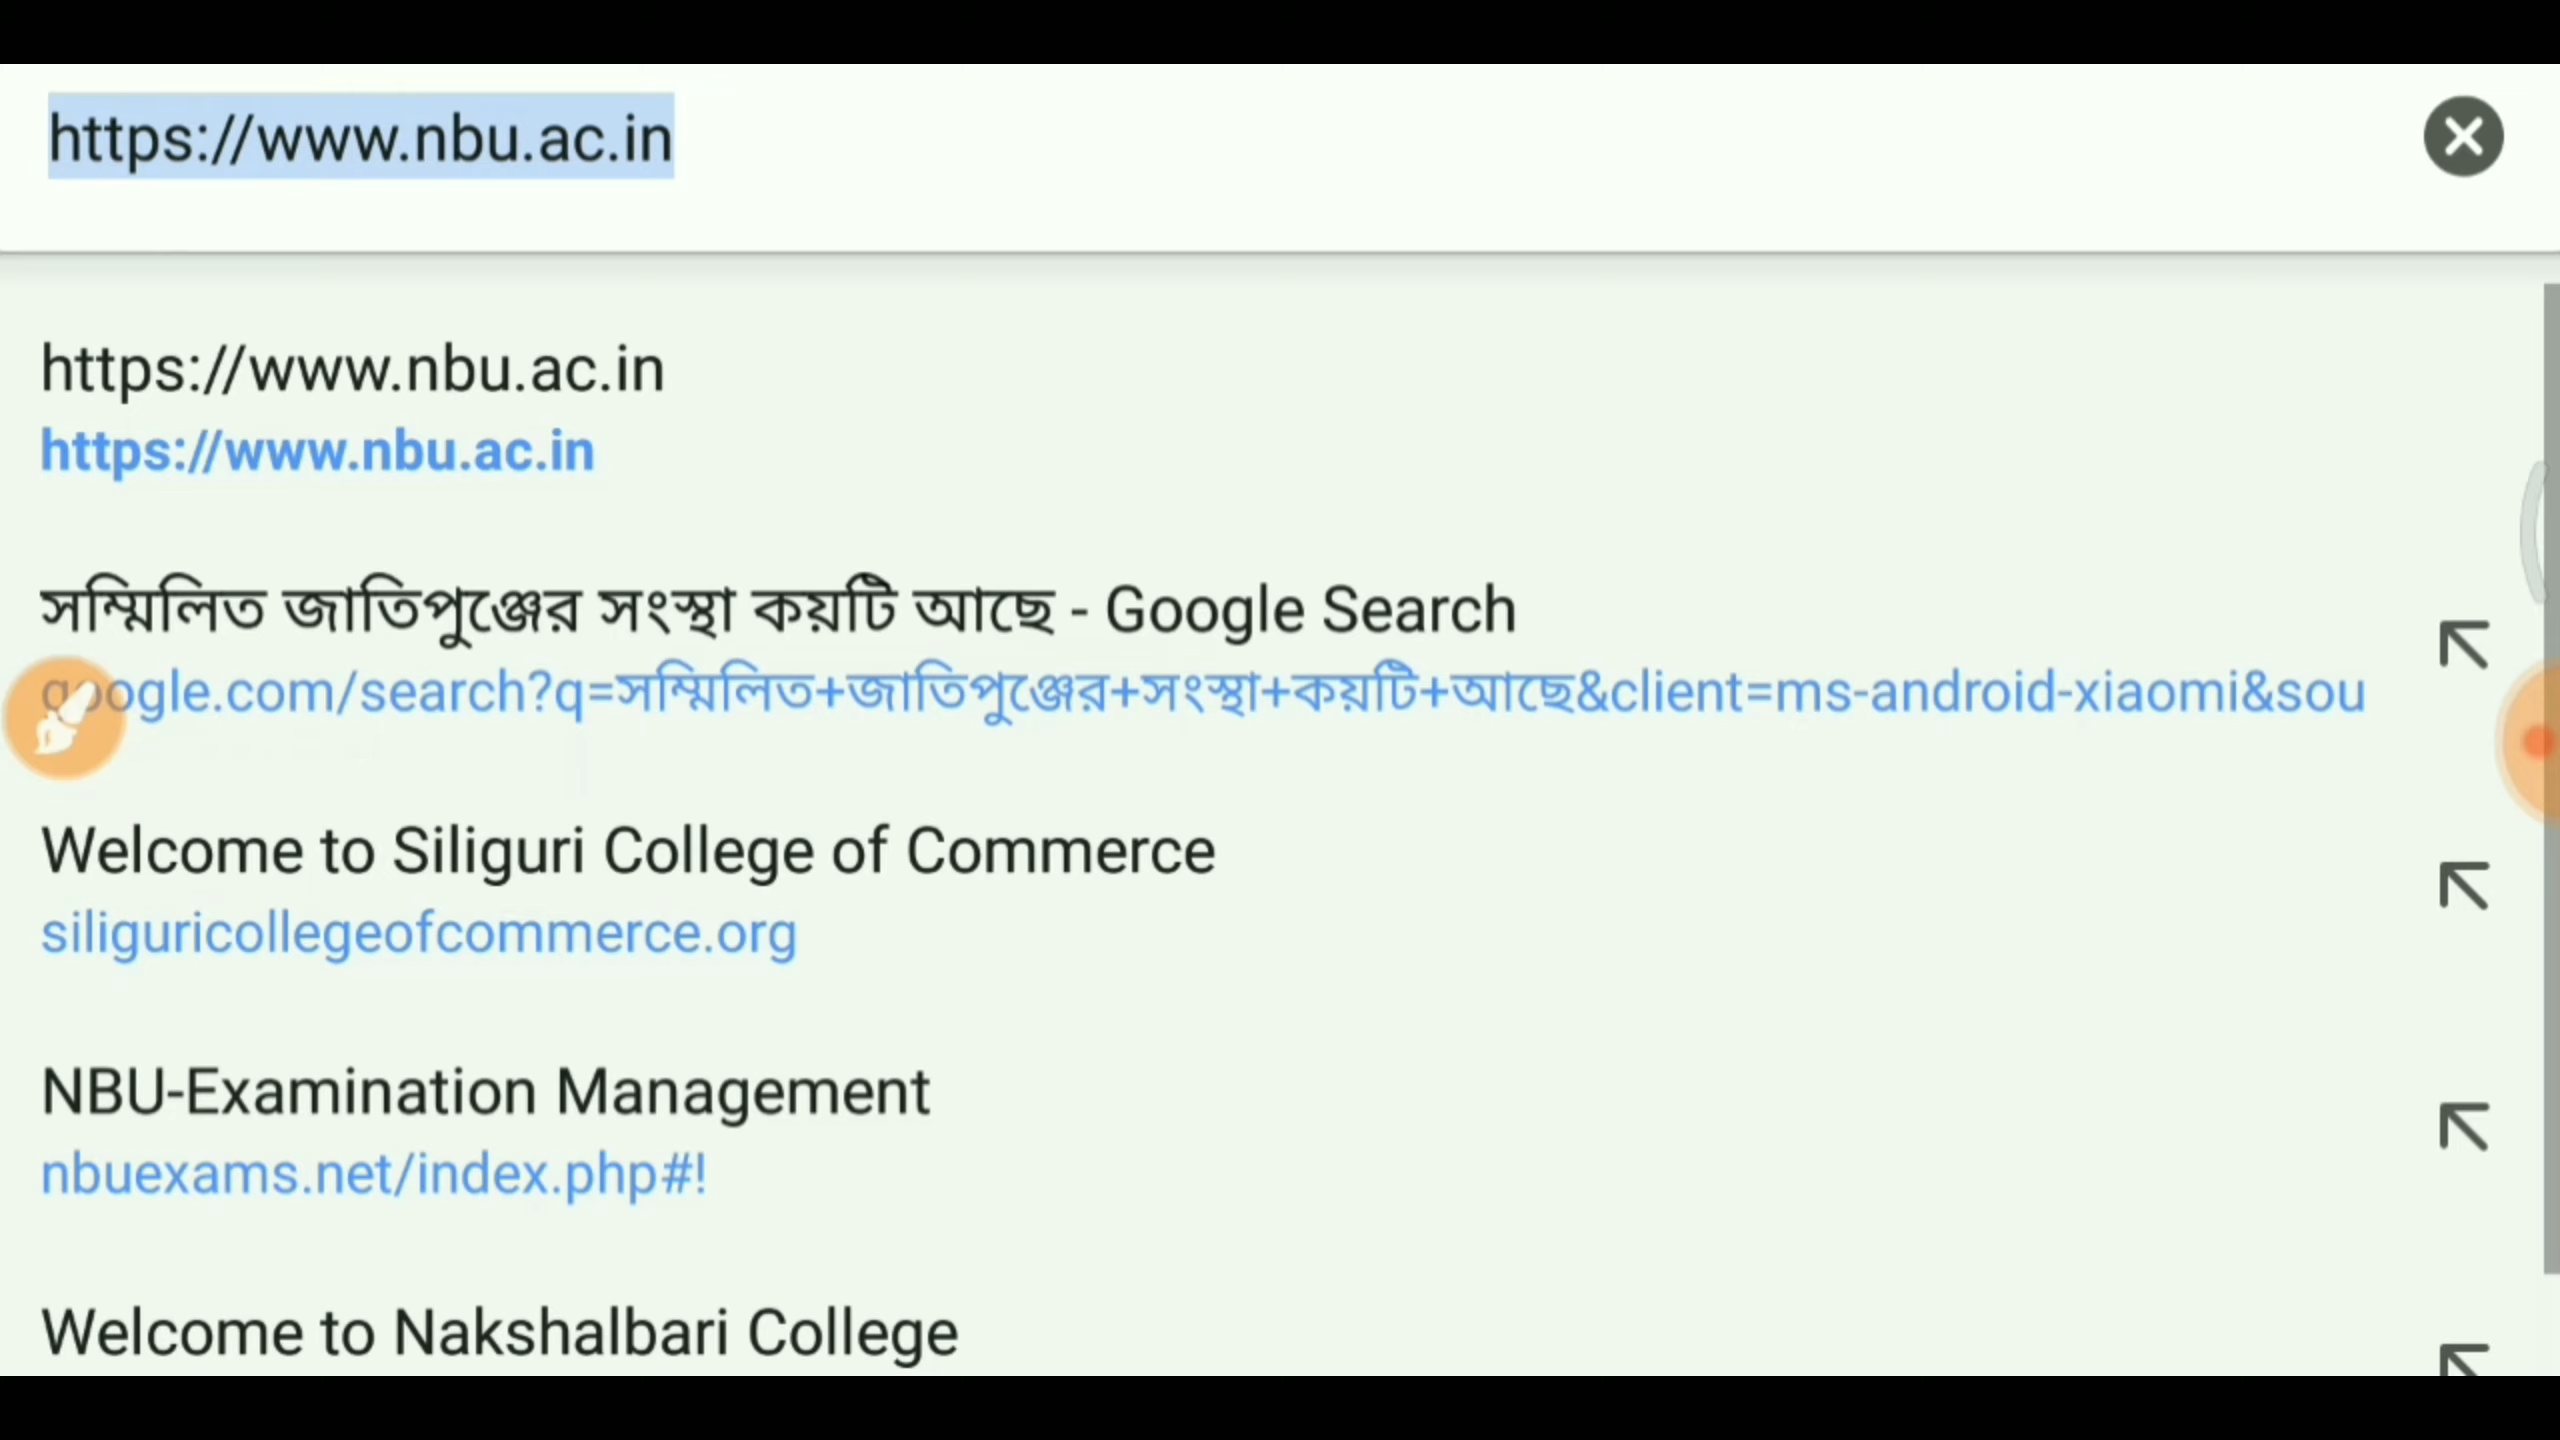 https://www.nbu.ac.in
https://www.nbu.ac.in
https://www.nbu.ac.in
সম্মিলিত জাতিপুঞ্জের সংস্থা কয়টি আছে - Google Search
google.com/search?q=সম্মিলিত+জাতিপুঞ্জের+সংস্থা+কয়টি+আছে&client=ms-android-xiaomi&sou
Welcome to Siliguri College of Commerce
siliguricollegeofcommerce.org
NBU-Examination Management
nbuexams.net/index.php#!
Welcome to Nakshalbari College